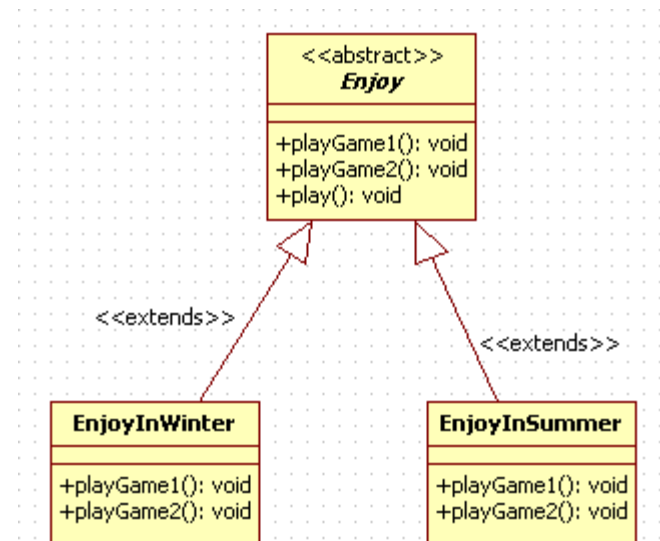 <<abstract>>
Enjoy
+playGame1(): void
+playGame2(): void
+play(): void
<<extends>>
<<extends>>
EnjoyInWinter
+playGame1(): void
+playGame2(): void
EnjoyInSummer
+playGame1(): void
+playGame2(): void